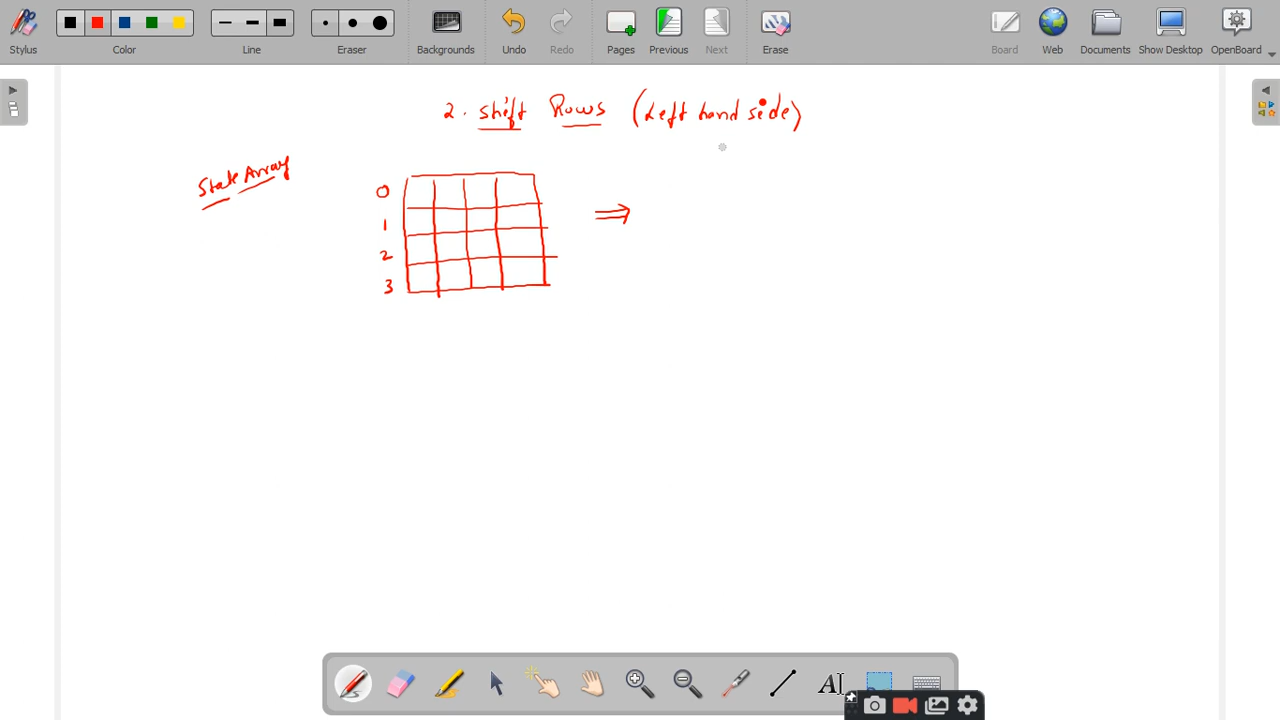 Stylus
Color
Line
Eraser
Backgrounds
Undo
Redo
Pages
Previous
Next
Erase
Board
Web
Documents
Show Desktop
OpenBoard
2. Shift Rows (Left hand side)
State Array
0
1
2
3